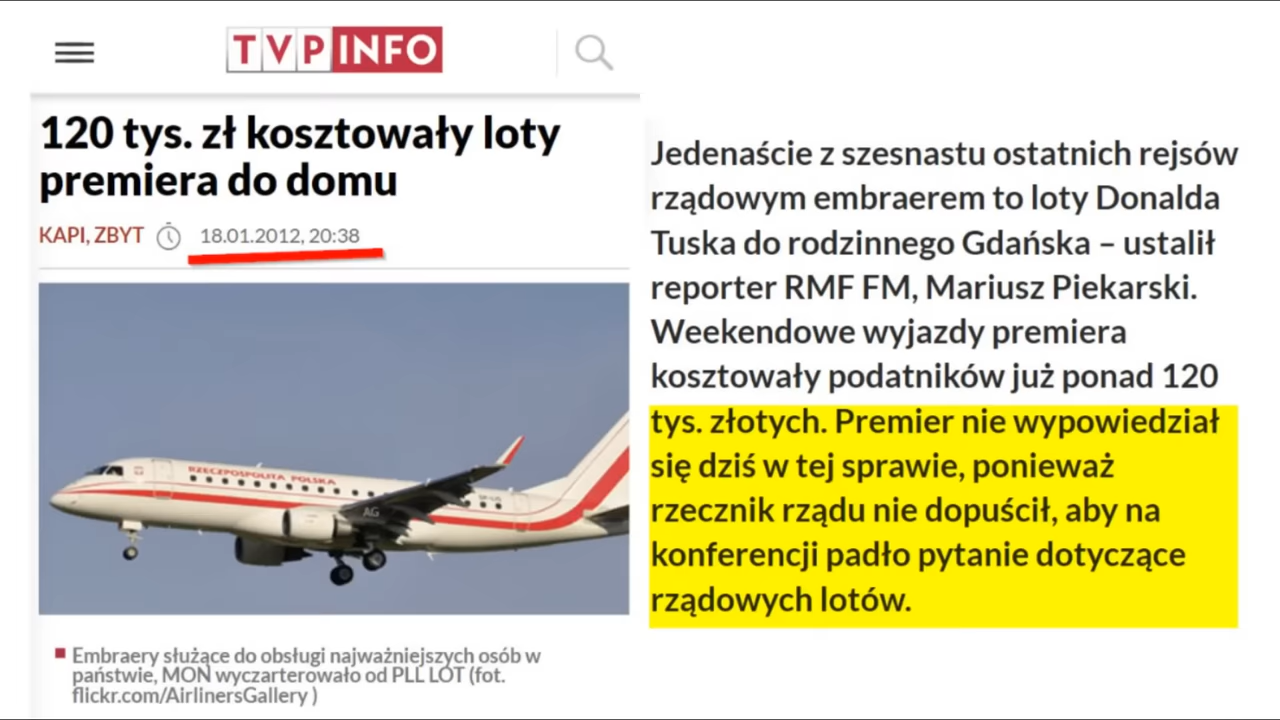 TVP INFO
120 tys. zł kosztowały loty
premiera do domu
KAPI, ZBYT 18.01.2012, 20:38
RZECZPOSPOLITA POLSKA
AG
Embraery służące do obsługi najważniejszych osób w
państwie, MON wyczarterowało od PLL LOT (fot.
flickr.com/AirlinersGallery )
Jedenaście z szesnastu ostatnich rejsów
rządowym embraerem to loty Donalda
Tuska do rodzinnego Gdańska – ustalił
reporter RMF FM, Mariusz Piekarski.
Weekendowe wyjazdy premiera
kosztowały podatników już ponad 120
tys. złotych. Premier nie wypowiedział
się dziś w tej sprawie, ponieważ
rzecznik rządu nie dopuścił, aby na
konferencji padło pytanie dotyczące
rządowych lotów.